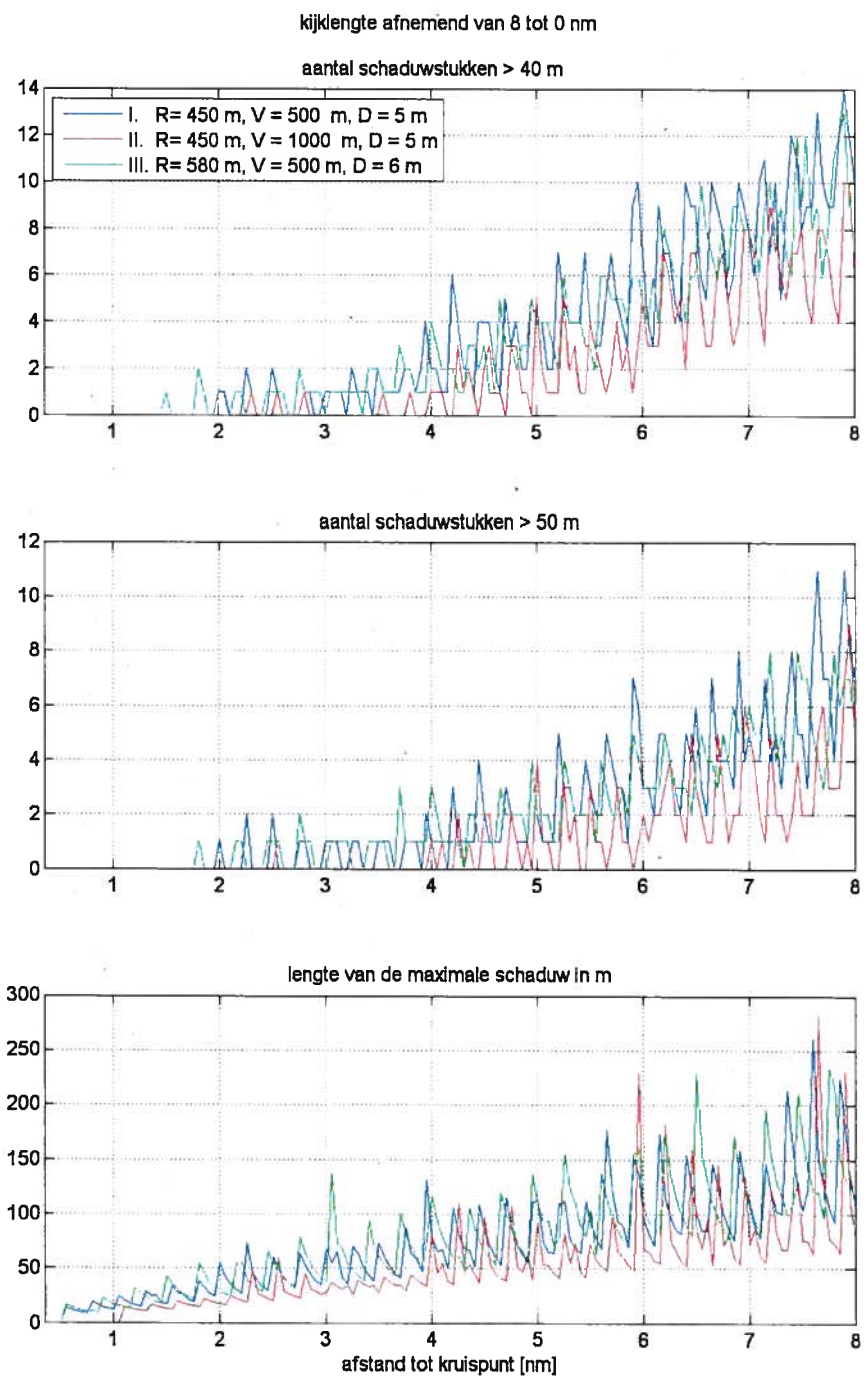 kijklengte afnemend van 8 tot 0 nm
aantal schaduwstukken > 40 m
14
12
10
8
6
4
2
0
I. R= 450 m, V = 500 m, D = 5 m
II. R= 450 m, V = 1000 m, D = 5 m
III. R= 580 m, V = 500 m, D = 6 m
1 2 3 4 5 6 7 8
aantal schaduwstukken > 50 m
12
10
8
6
4
2
0
1 2 3 4 5 6 7 8
lengte van de maximale schaduw in m
300
250
200
150
100
50
0
1 2 3 4 5 6 7 8
afstand tot kruispunt [nm]